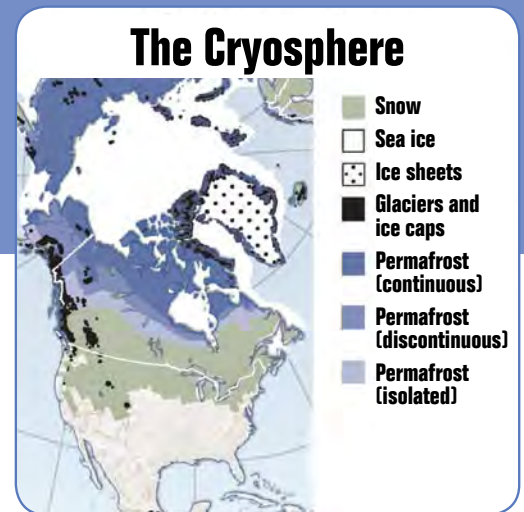 The Cryosphere
Snow
Sea ice
Ice sheets
Glaciers and
ice caps
Permafrost
(continuous)
Permafrost
(discontinuous)
Permafrost
(isolated)